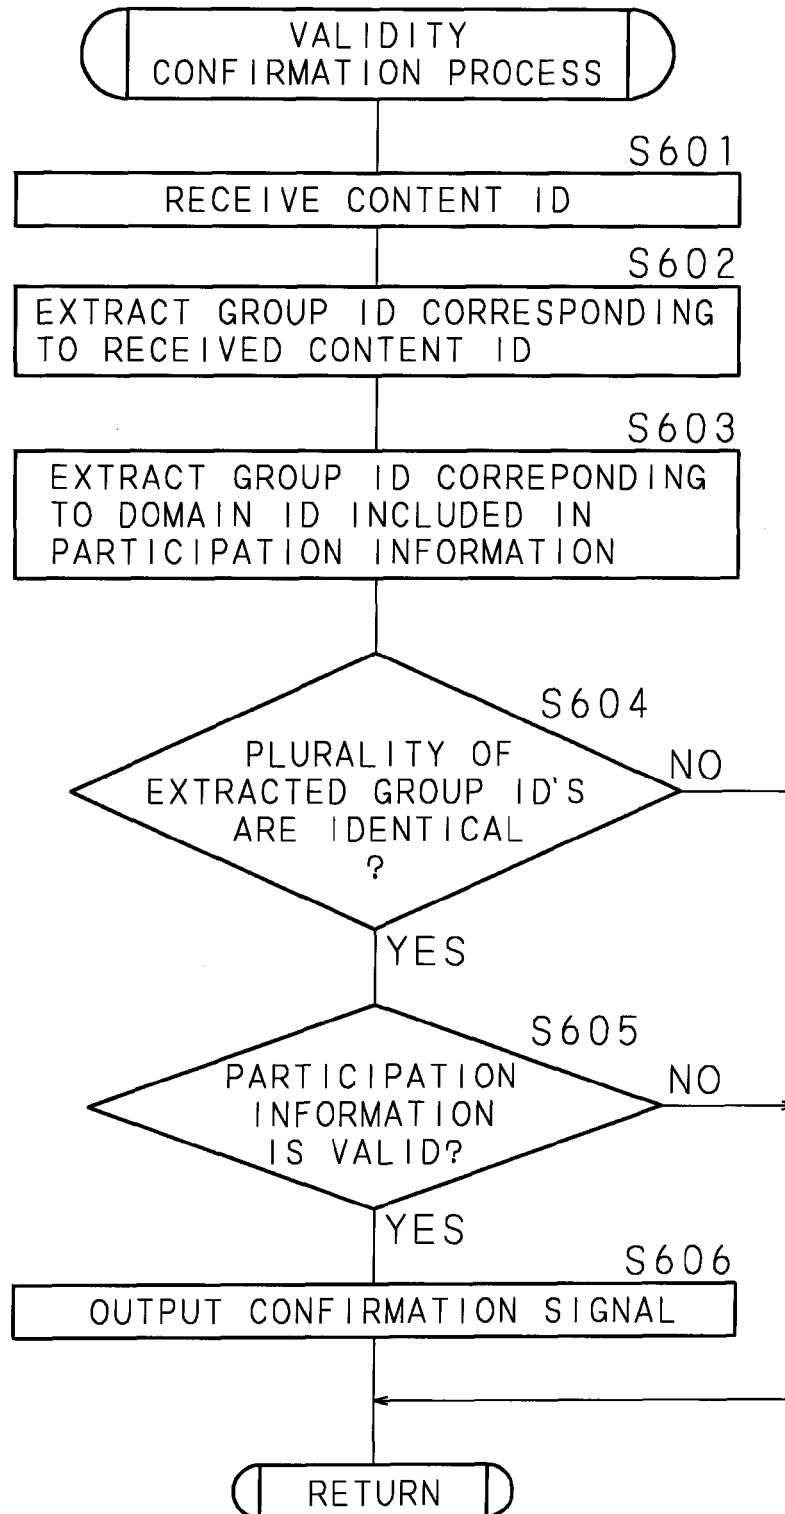 VALIDITY
CONFIRMATION PROCESS
S601
RECEIVE CONTENT ID
S602
EXTRACT GROUP ID CORRESPONDING
TO RECEIVED CONTENT ID
S603
EXTRACT GROUP ID CORREPONDING
TO DOMAIN ID INCLUDED IN
PARTICIPATION INFORMATION
S604
PLURALITY OF
EXTRACTED GROUP ID'S
ARE IDENTICAL
?
NO
YES
S605
PARTICIPATION
INFORMATION
IS VALID?
NO
YES
S606
OUTPUT CONFIRMATION SIGNAL
RETURN